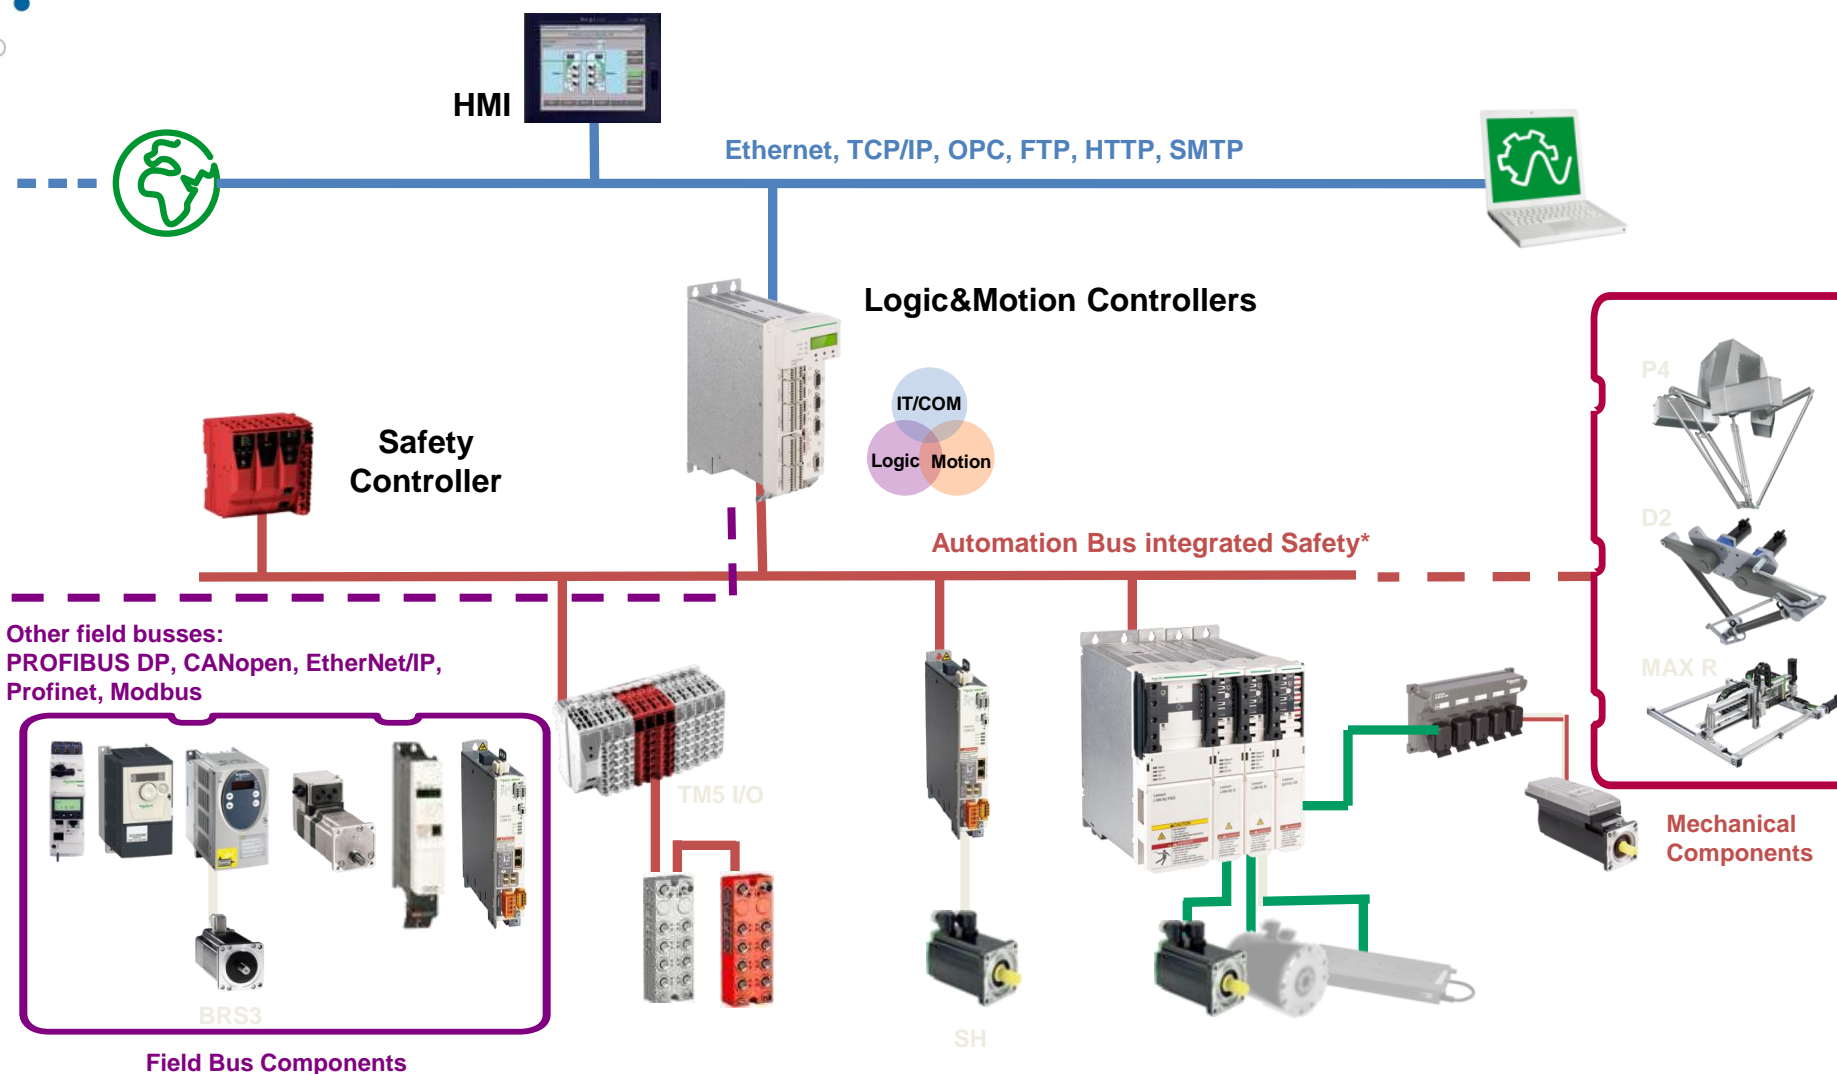 HMI
Ethernet, TCP/IP, OPC, FTP, HTTP, SMTP
Logic&Motion Controllers
IT/COM
Logic Motion
Safety
Controller
Automation Bus integrated Safety*
P4
D2
MAX R
Other field busses:
PROFIBUS DP, CANopen, EtherNet/IP,
Profinet, Modbus
TM5 I/O
BRS3
SH
Mechanical
Components
Field Bus Components
CAUTION